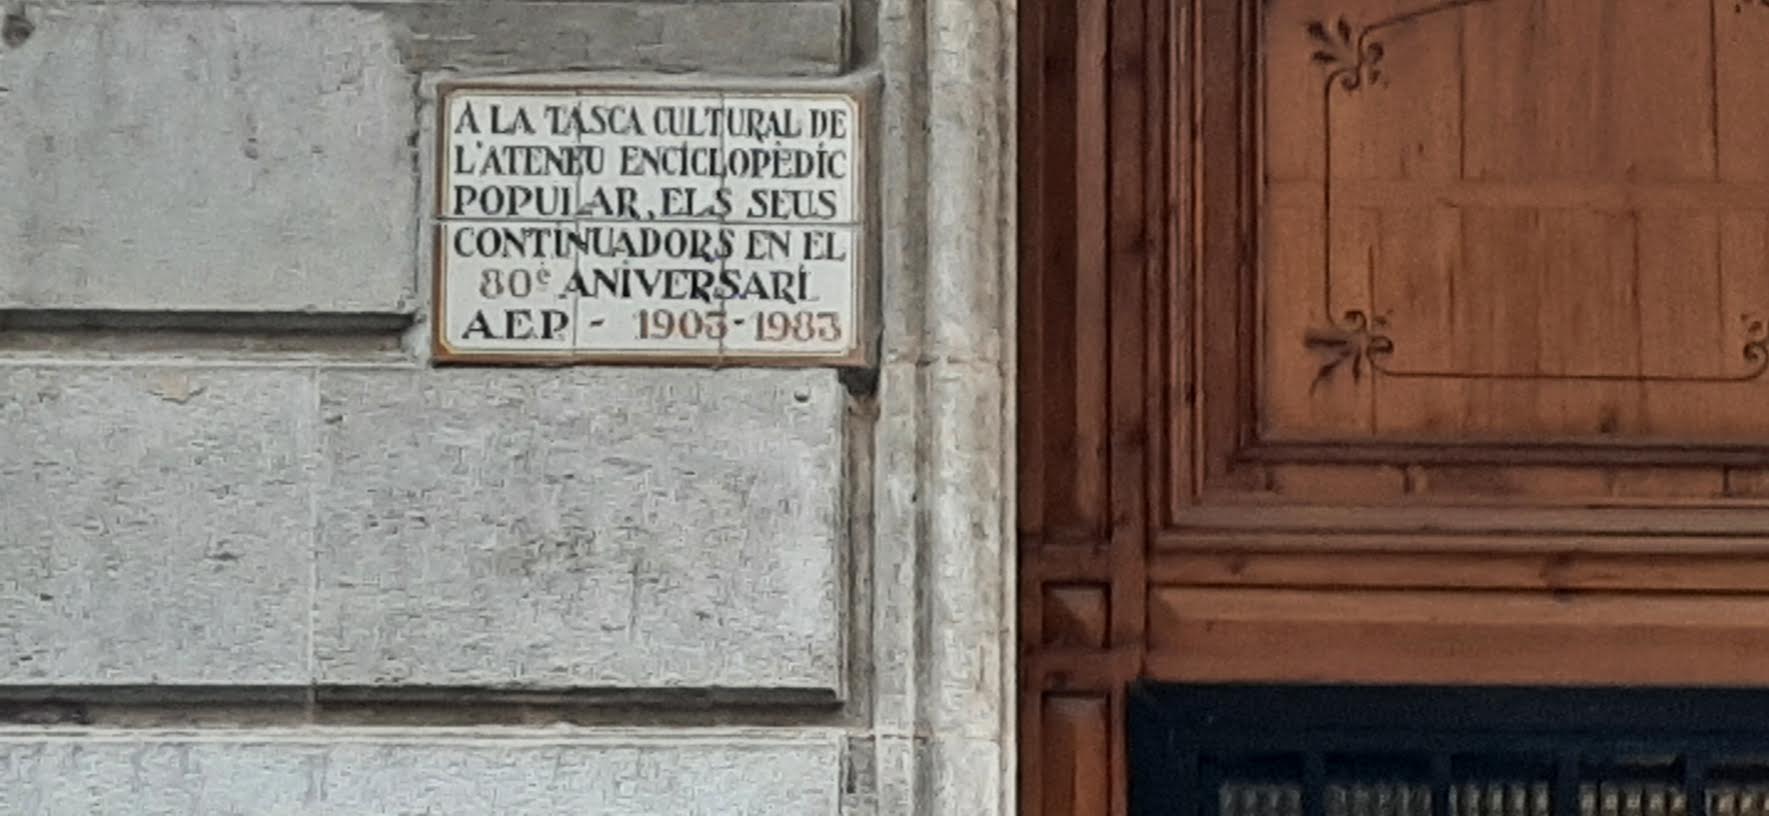 A LA TASCA CULTURAL DE
L'ATENEU ENCICLOPÈDIC
POPULAR, ELS SEUS
CONTINUADORS EN EL
80è ANIVERSARI
A.E.P. - 1903-1983